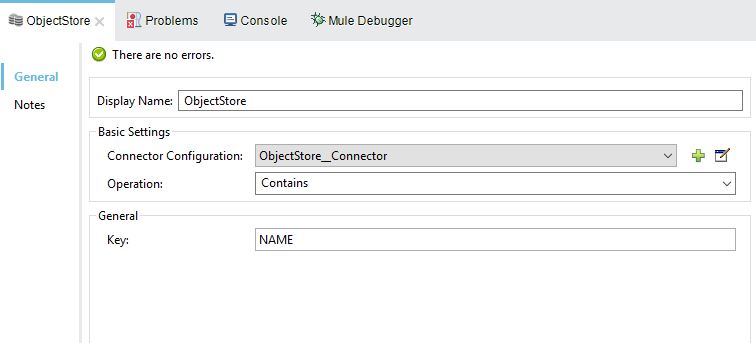 ObjectStore Problems Console Mule Debugger
General
Notes
There are no errors.
Display Name: ObjectStore
Basic Settings
Connector Configuration: ObjectStore__Connector
Operation: Contains
General
Key: NAME